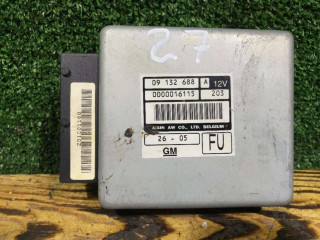 27
09 132 688 A 12V
0000016115 203
AISIN AW CO., LTD, BELGIUM
26 - 05 FU
GM